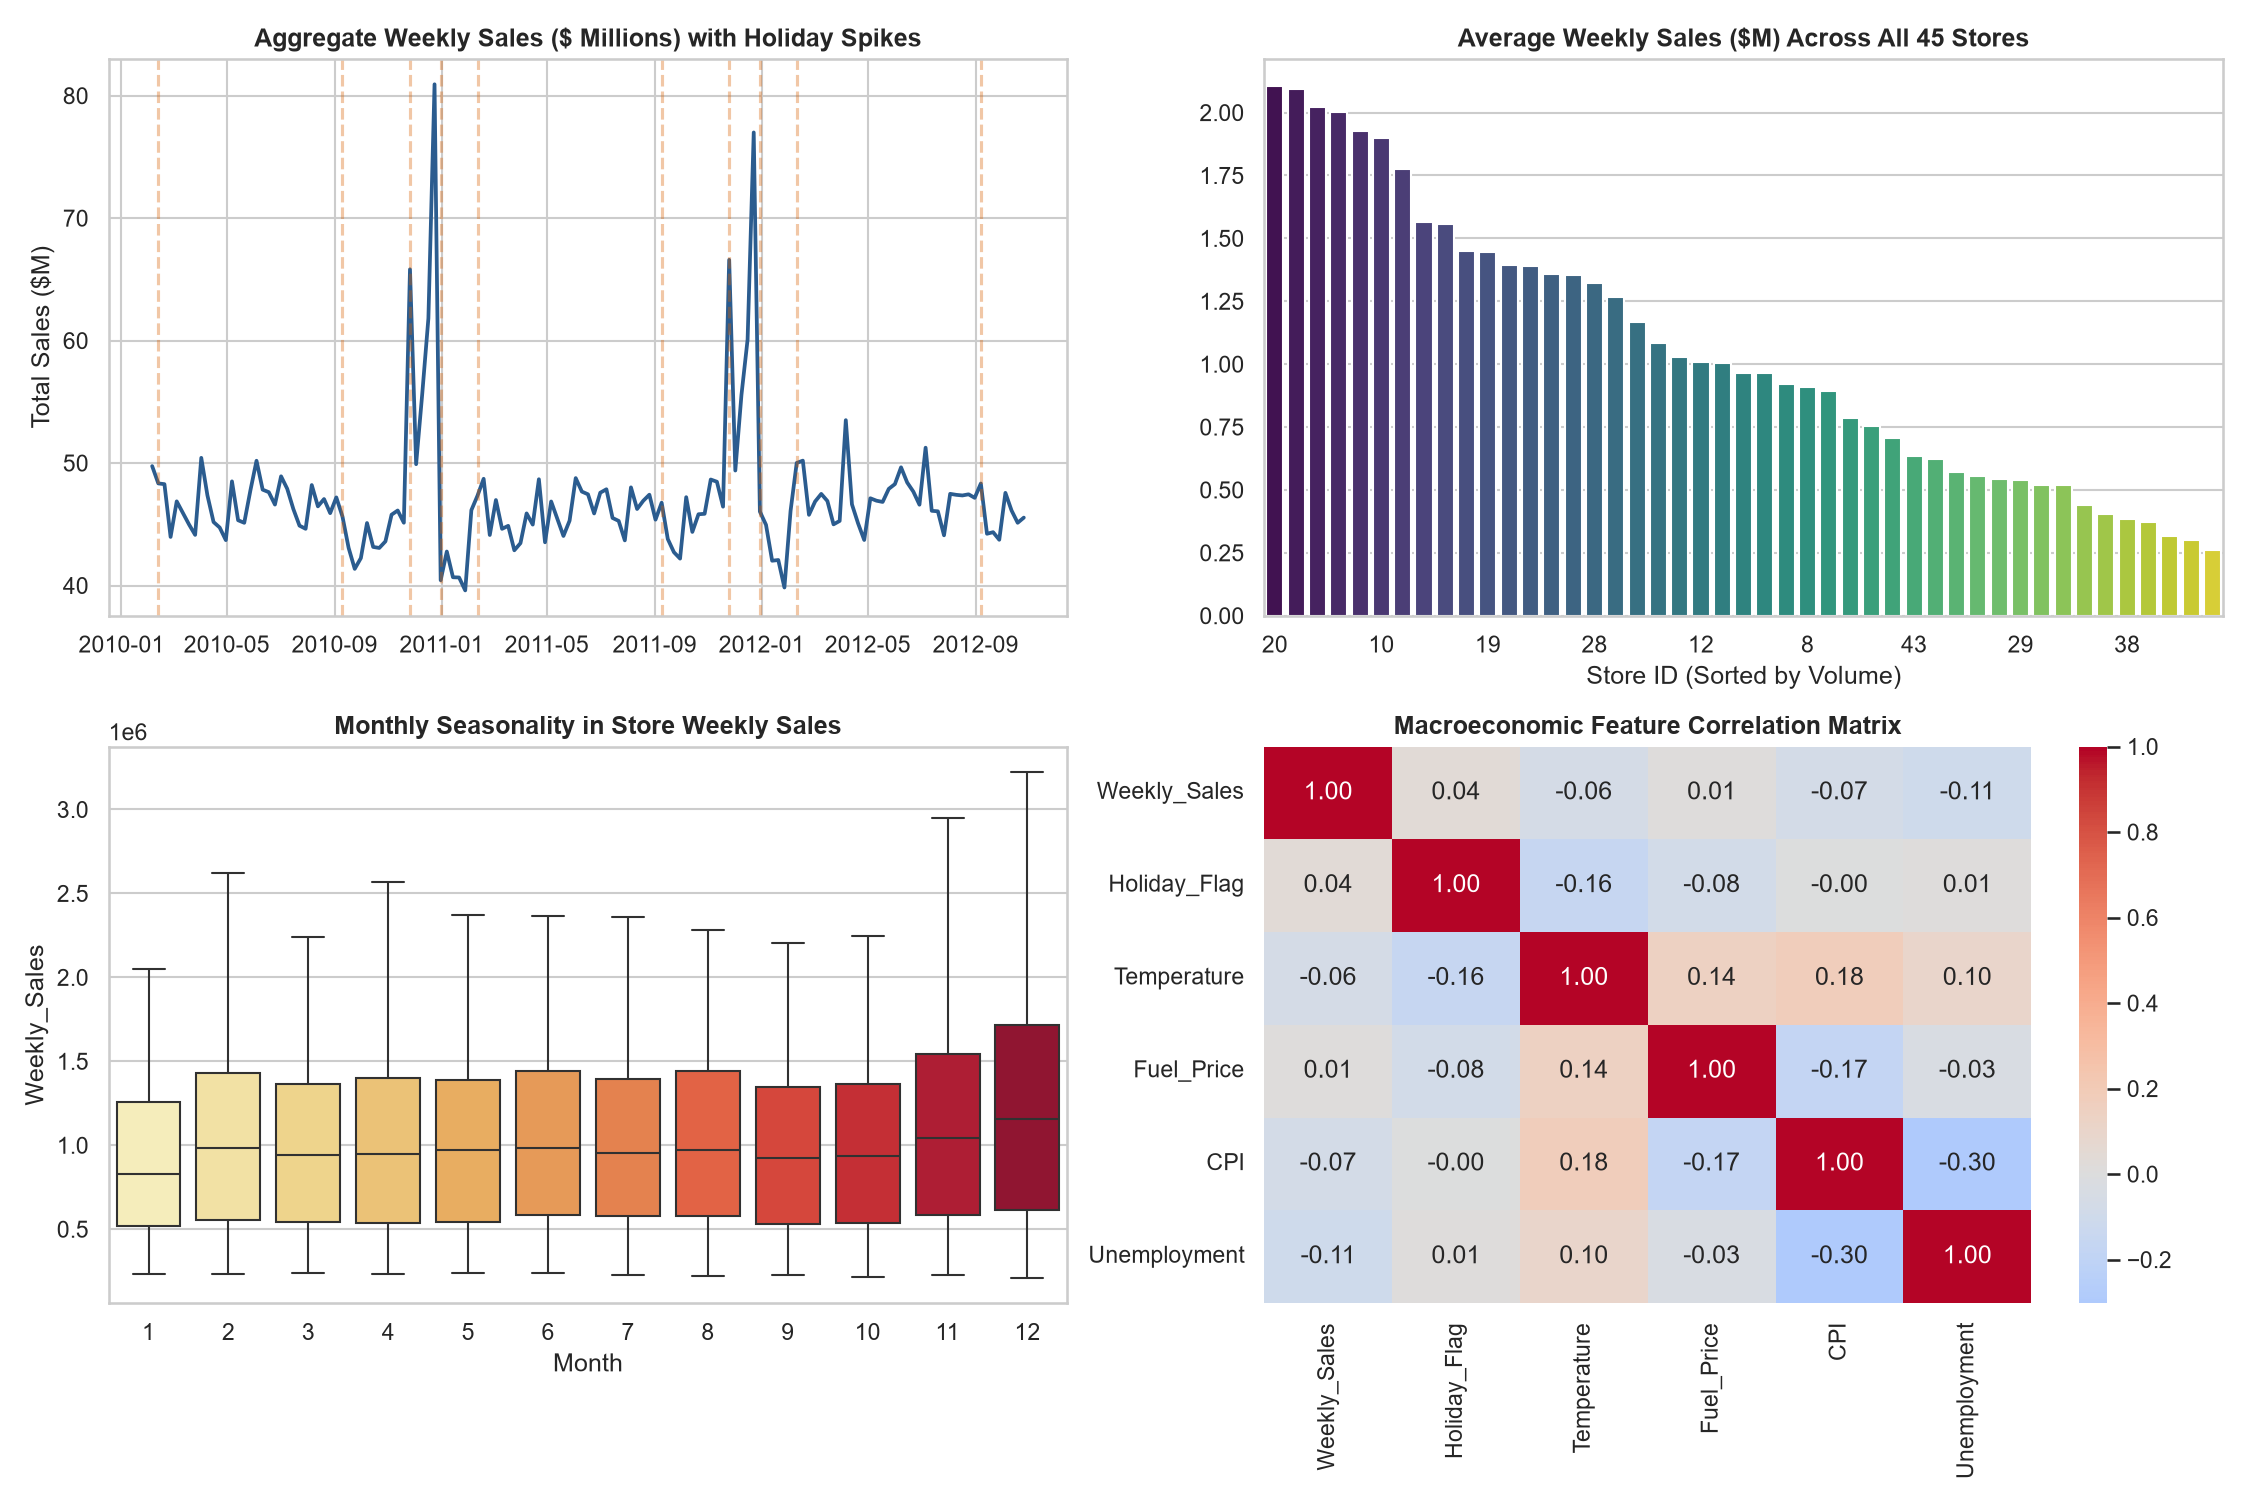 Aggregate Weekly Sales ($ Millions) with Holiday Spikes
Total Sales ($M)
80
70
60
50
40
2010-01 2010-05 2010-09 2011-01 2011-05 2011-09 2012-01 2012-05 2012-09
Average Weekly Sales ($M) Across All 45 Stores
2.00
1.75
1.50
1.25
1.00
0.75
0.50
0.25
0.00
20 10 19 28 12 8 43 29 38
Store ID (Sorted by Volume)
Monthly Seasonality in Store Weekly Sales
1e6
Weekly_Sales
3.0
2.5
2.0
1.5
1.0
0.5
1 2 3 4 5 6 7 8 9 10 11 12
Month
Macroeconomic Feature Correlation Matrix
Weekly_Sales 1.00 0.04 -0.06 0.01 -0.07 -0.11
Holiday_Flag 0.04 1.00 -0.16 -0.08 -0.00 0.01
Temperature -0.06 -0.16 1.00 0.14 0.18 0.10
Fuel_Price 0.01 -0.08 0.14 1.00 -0.17 -0.03
CPI -0.07 -0.00 0.18 -0.17 1.00 -0.30
Unemployment -0.11 0.01 0.10 -0.03 -0.30 1.00
Weekly_Sales
Holiday_Flag
Temperature
Fuel_Price
CPI
Unemployment
1.0
0.8
0.6
0.4
0.2
0.0
−0.2